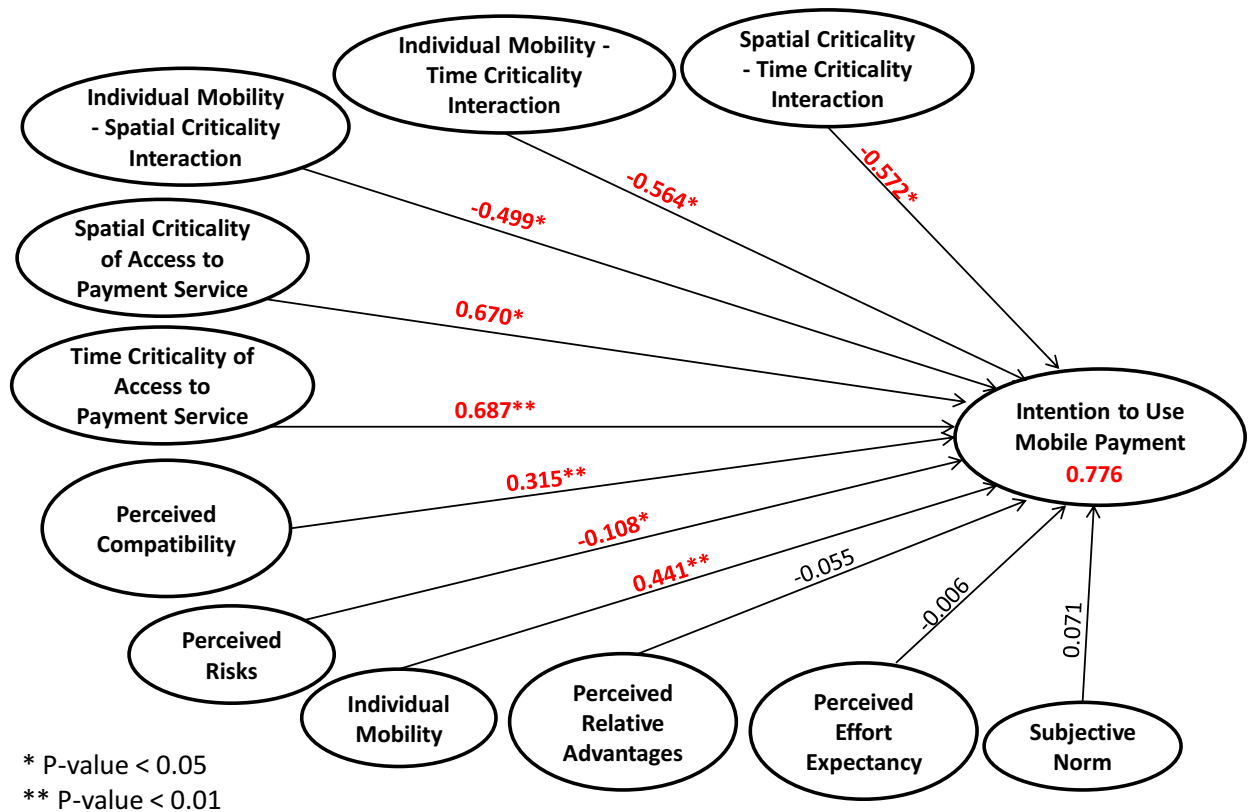 Individual Mobility -
Time Criticality
Interaction
Spatial Criticality
- Time Criticality
Interaction
Individual Mobility
- Spatial Criticality
Interaction
-0.499*
-0.564*
-0.572*
Spatial Criticality
of Access to
Payment Service
0.670*
Time Criticality of
Access to
Payment Service
0.687**
Intention to Use
Mobile Payment
0.776
Perceived
Compatibility
0.315**
-0.108*
0.441**
-0.055
-0.006
0.071
Perceived
Risks
Individual
Mobility
Perceived
Relative
Advantages
Perceived
Effort
Expectancy
Subjective
Norm
* P-value < 0.05
** P-value < 0.01